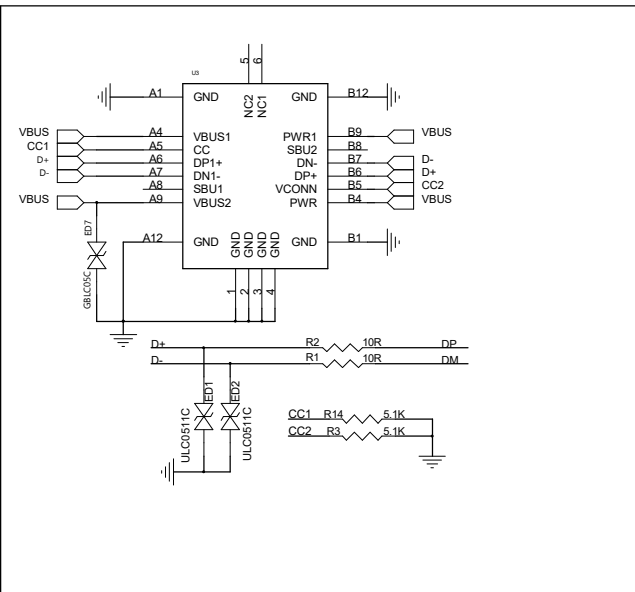 U3
5
6
A1
GND
NC2
NC1
GND
B12
VBUS
A4
VBUS1
PWR1
B9
VBUS
CC1
A5
CC
SBU2
B8
D+
A6
DP1+
DN-
B7
D-
D-
A7
DN1-
DP+
B6
D+
A8
SBU1
VCONN
B5
CC2
VBUS
A9
VBUS2
PWR
B4
VBUS
ED7
GBLC05C
A12
GND
GND
GND
GND
GND
GND
B1
1
2
3
4
D+
R2
10R
DP
D-
R1
10R
DM
ED1
ULC0511C
ED2
ULC0511C
CC1
R14
5.1K
CC2
R3
5.1K